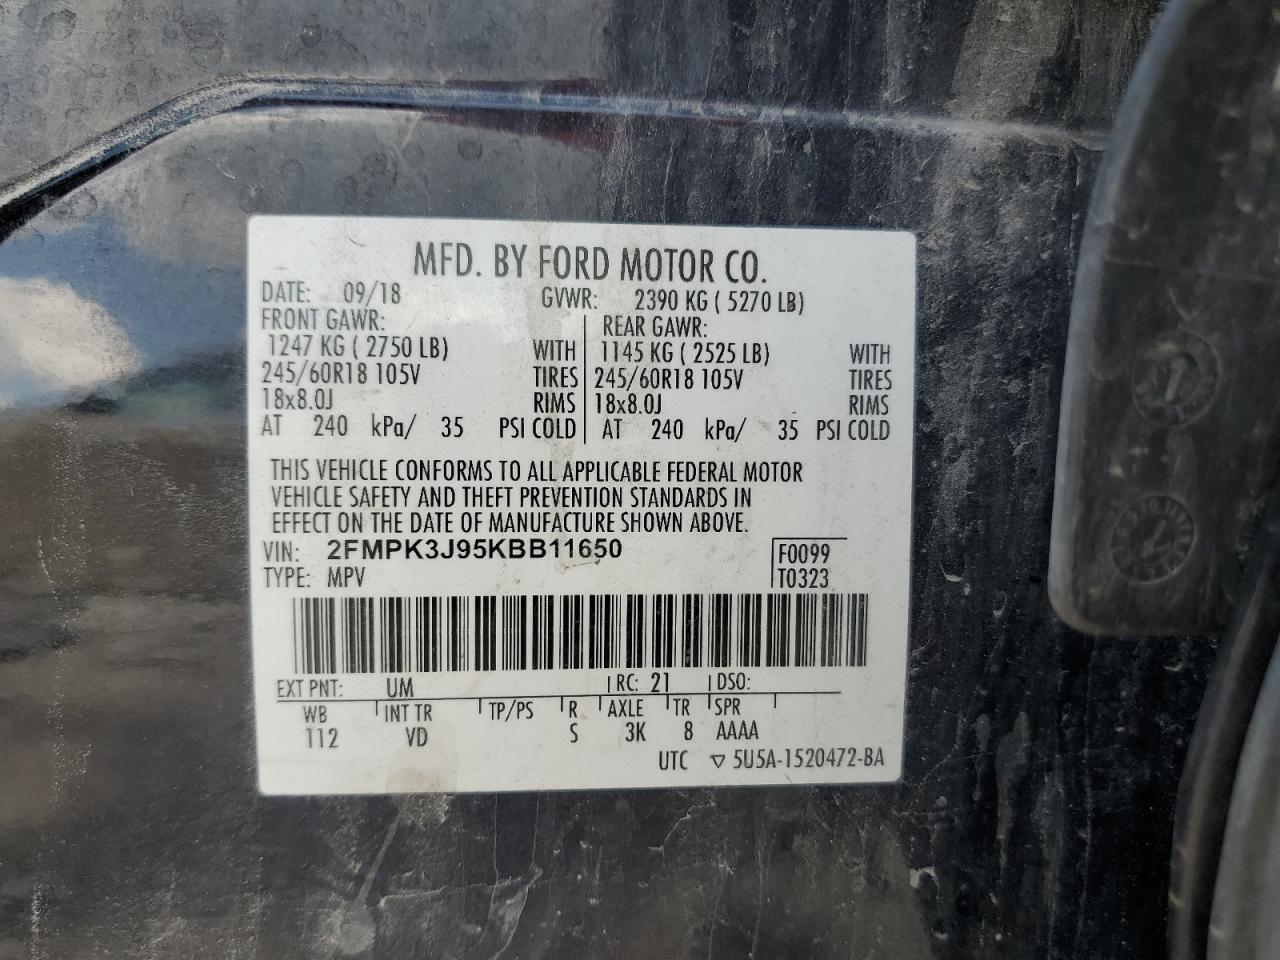 MFD. BY FORD MOTOR CO.
DATE: 09/18 GVWR: 2390 KG ( 5270 LB)
FRONT GAWR: REAR GAWR:
1247 KG ( 2750 LB) WITH 1145 KG ( 2525 LB) WITH
245/60R18 105V TIRES 245/60R18 105V TIRES
18x8.0J RIMS 18x8.0J RIMS
AT 240 kPa/ 35 PSI COLD AT 240 kPa/ 35 PSI COLD
THIS VEHICLE CONFORMS TO ALL APPLICABLE FEDERAL MOTOR
VEHICLE SAFETY AND THEFT PREVENTION STANDARDS IN
EFFECT ON THE DATE OF MANUFACTURE SHOWN ABOVE.
VIN: 2FMPK3J95KBB11650 F0099
TYPE: MPV T0323
EXT PNT: UM RC: 21 DSO:
WB INT TR TP/PS R AXLE TR SPR
112 VD S 3K 8 AAAA
UTC ▽ 5U5A-1520472-BA